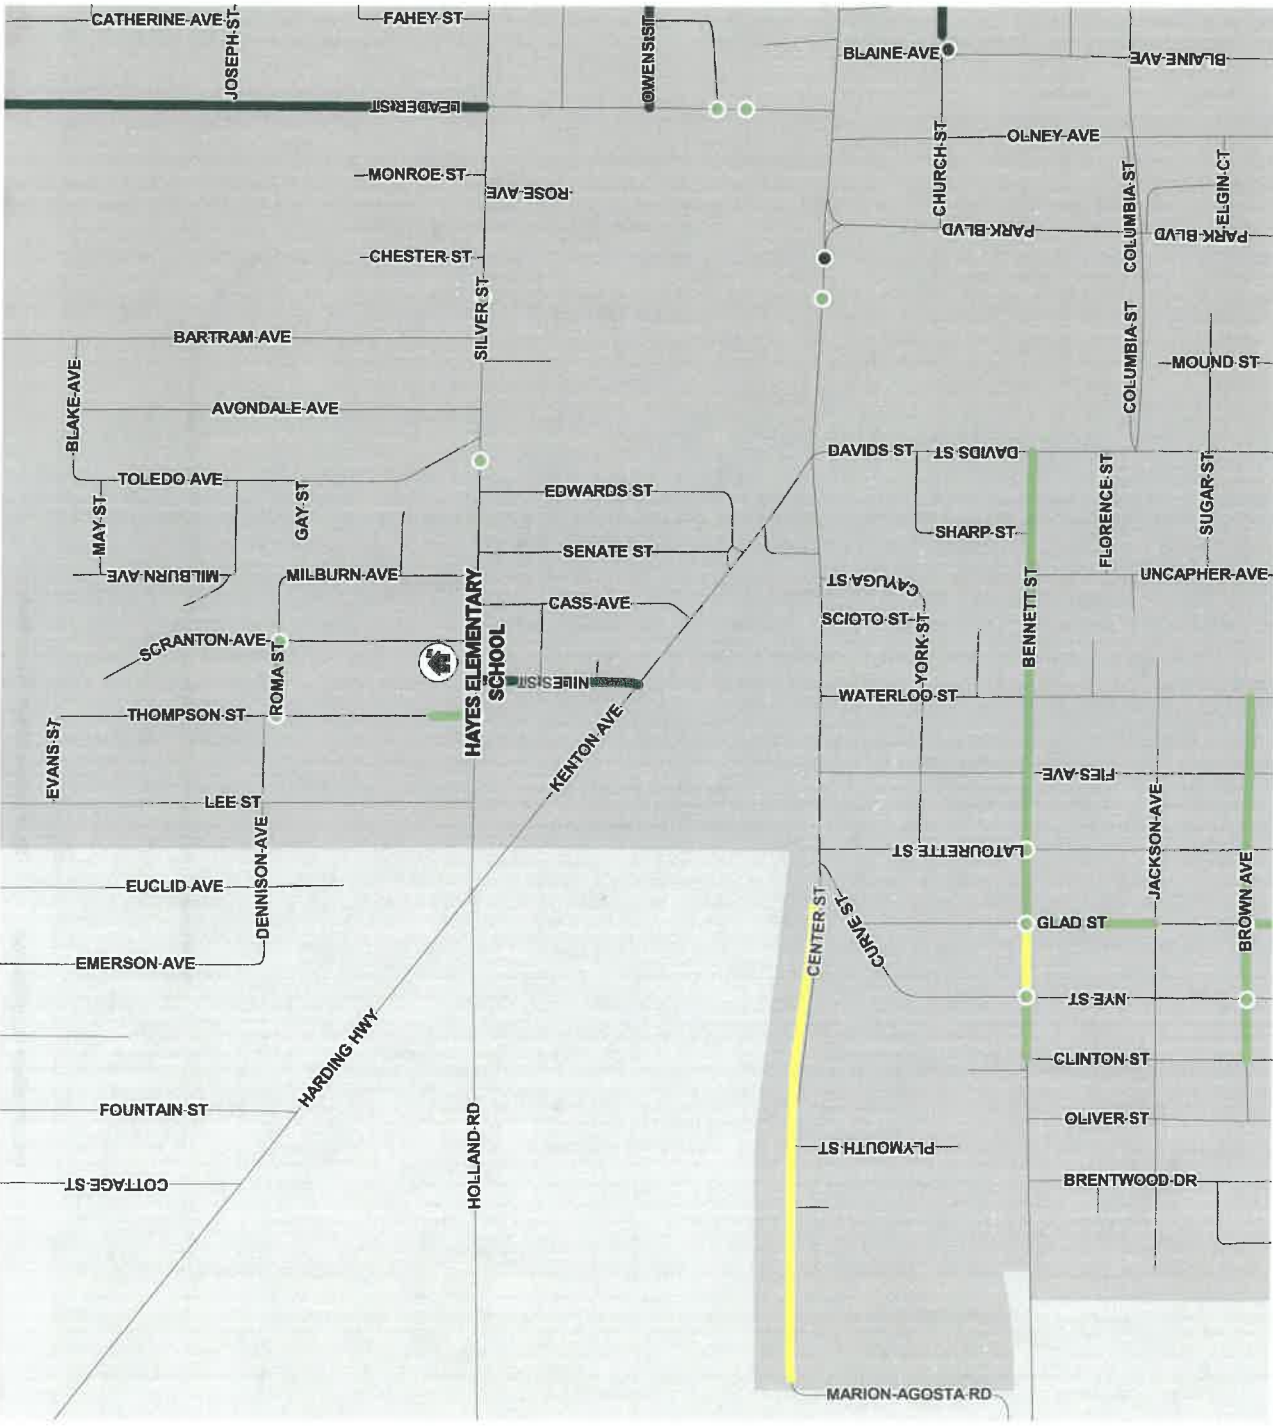 CATHERINE AVE
JOSEPH ST
FAHEY ST
OWENS ST
BLAINE AVE
BLAINE AVE
LEADER ST
OLNEY AVE
CHURCH ST
MONROE ST
ROSE AVE
COLUMBIA ST
ELGIN CT
PARK BLVD
PARK BLVD
CHESTER ST
SILVER ST
BARTRAM AVE
COLUMBIA ST
MOUND ST
BLAKE AVE
AVONDALE AVE
DAVIDS ST
DAVIDS ST
TOLEDO AVE
EDWARDS ST
MAY ST
GAY ST
FLORENCE ST
SUGAR ST
SHARP ST
SENATE ST
MILBURN AVE
MILBURN AVE
CAYUGA ST
BENNETT ST
UNCAPHER AVE
CASS AVE
SCIOTO ST
SCRANTON AVE
ROMA ST
HAYES ELEMENTARY
SCHOOL
NILES ST
YORK ST
WATERLOO ST
THOMPSON ST
EVANS ST
KENTON AVE
FIES AVE
LEE ST
DENNISON AVE
LATOURETTE ST
JACKSON AVE
BROWN AVE
EUCLID AVE
CENTER ST
CURVE ST
GLAD ST
EMERSON AVE
NYE ST
HARDING HWY
CLINTON ST
FOUNTAIN ST
HOLLAND RD
OLIVER ST
PLYMOUTH ST
COTTAGE ST
BRENTWOOD DR
MARION-AGOSTA RD